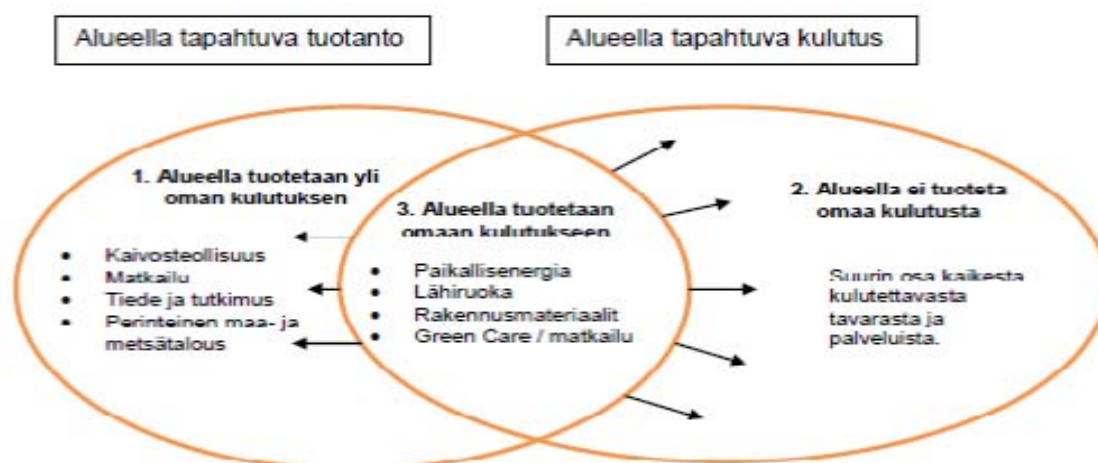 Alueella tapahtuva tuotanto
Alueella tapahtuva kulutus
1. Alueella tuotetaan yli
oman kulutuksen
• Kaivosteollisuus
• Matkailu
• Tiede ja tutkimus
• Perinteinen maa- ja
metsätalous
3. Alueella tuotetaan
omaan kulutukseen
• Paikallisenergia
• Lähiruoka
• Rakennusmateriaalit
• Green Care / matkailu
2. Alueella ei tuoteta
omaa kulutusta
Suurin osa kaikesta
kulutettavasta
tavarasta ja
palveluista.